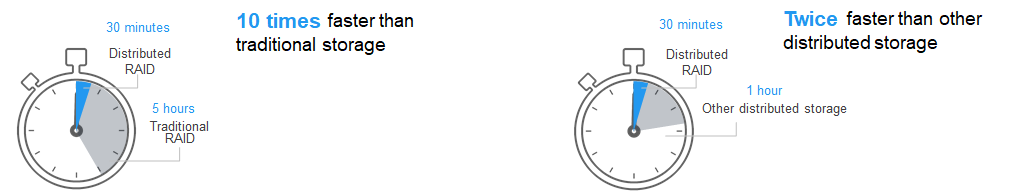 30 minutes
10 times faster than
traditional storage
Distributed
RAID
5 hours
Traditional
RAID
30 minutes
Twice faster than other
distributed storage
Distributed
RAID
1 hour
Other distributed storage